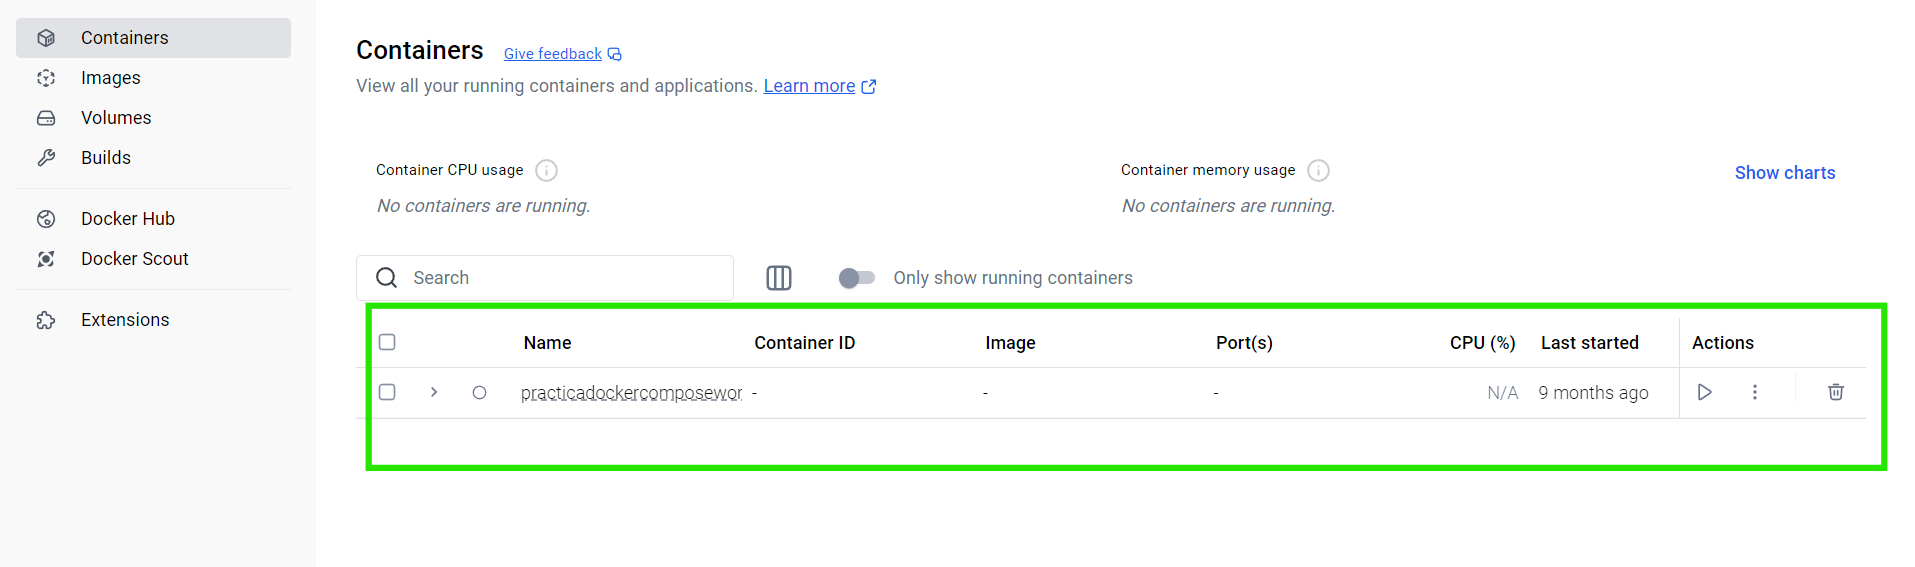 Containers
Images
Volumes
Builds
Docker Hub
Docker Scout
Extensions
Containers Give feedback
View all your running containers and applications. Learn more
Container CPU usage
No containers are running.
Container memory usage
No containers are running.
Show charts
Search
Only show running containers
Name Container ID Image Port(s) CPU (%) Last started Actions
practicadockercomposewor - - - N/A 9 months ago